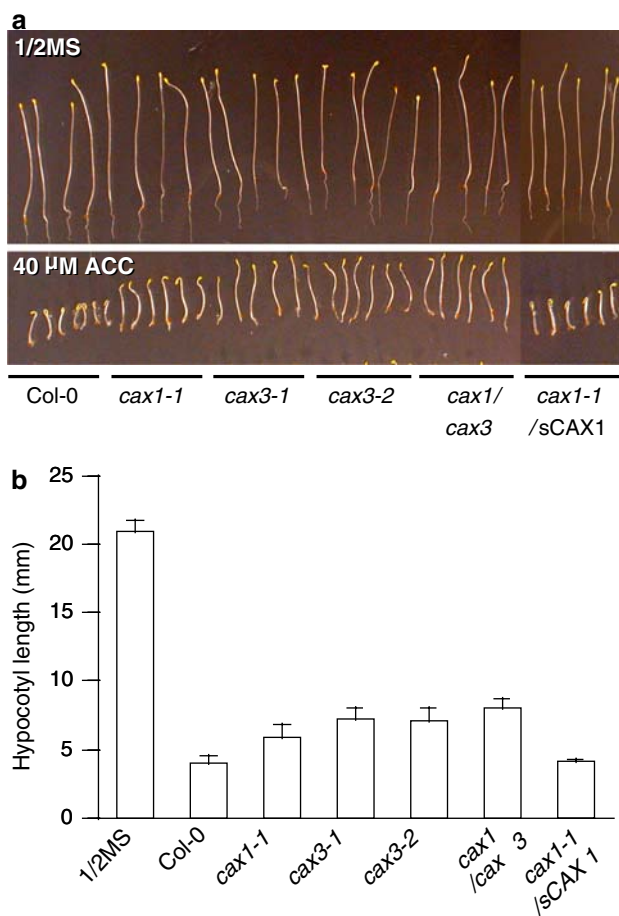 a
1/2MS
40 µM ACC
Col-0 cax1-1 cax3-1 cax3-2 cax1/ cax1-1
cax3 /sCAX1
b
Hypocotyl length (mm)
25
20
15
10
5
0
1/2MS
Col-0
cax1-1
cax3-1
cax3-2
cax1
/cax 3
cax1-1
/sCAX 1